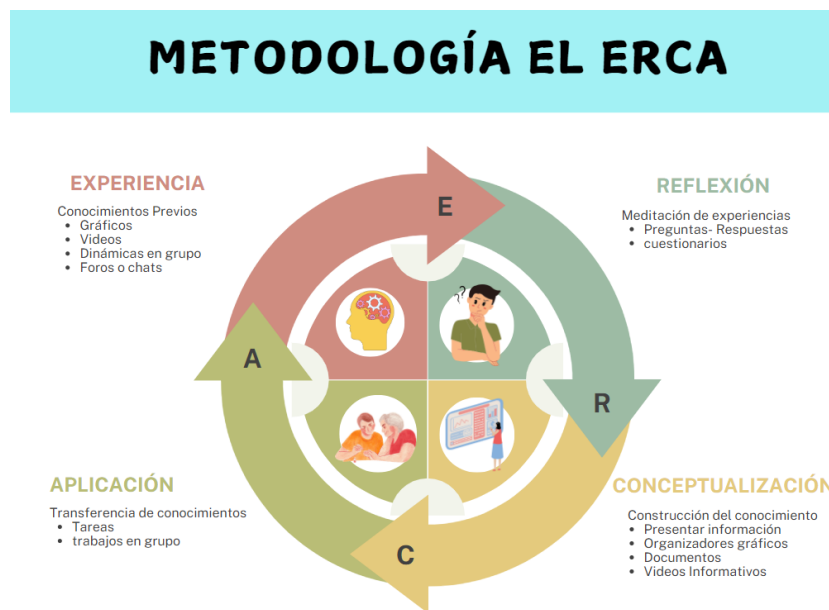 METODOLOGÍA EL ERCA
EXPERIENCIA
Conocimientos Previos
• Gráficos
• Videos
• Dinámicas en grupo
• Foros o chats
E
REFLEXIÓN
Meditación de experiencias
• Preguntas- Respuestas
• cuestionarios
??
A
R
APLICACIÓN
Transferencia de conocimientos
• Tareas
• trabajos en grupo
C
CONCEPTUALIZACIÓN
Construcción del conocimiento
• Presentar información
• Organizadores gráficos
• Documentos
• Videos Informativos